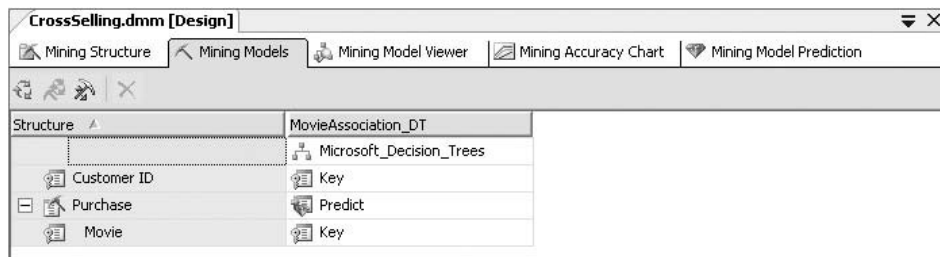 CrossSelling.dmm [Design]
Mining Structure Mining Models Mining Model Viewer Mining Accuracy Chart Mining Model Prediction
Structure MovieAssociation_DT
Microsoft_Decision_Trees
Customer ID Key
Purchase Predict
Movie Key